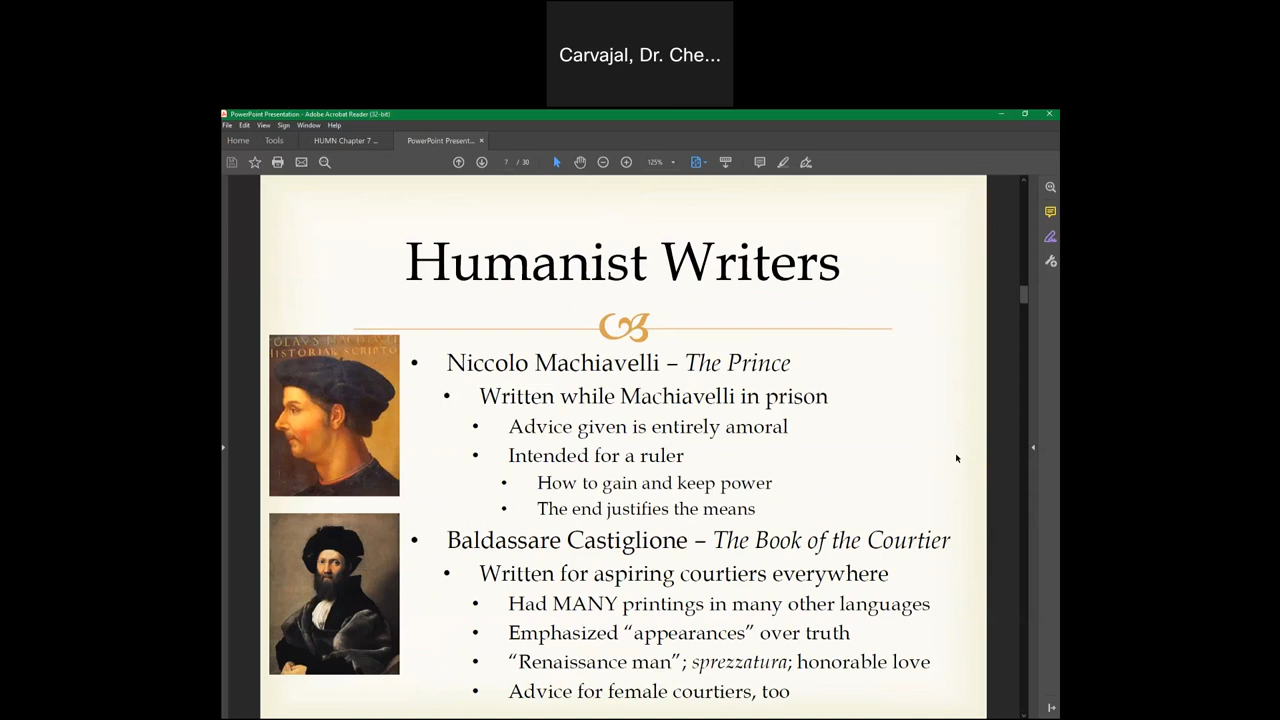 Carvajal, Dr. Che...
PowerPoint Presentation - Adobe Acrobat Reader (32-bit)
File Edit View Sign Window Help
Home Tools HUMN Chapter 7 ... PowerPoint Present... ×
7 / 30 125%
Humanist Writers
OLAVS MACH
HISTORIAR SCRIPTO
• Niccolo Machiavelli – The Prince
• Written while Machiavelli in prison
• Advice given is entirely amoral
• Intended for a ruler
• How to gain and keep power
• The end justifies the means
• Baldassare Castiglione – The Book of the Courtier
• Written for aspiring courtiers everywhere
• Had MANY printings in many other languages
• Emphasized “appearances” over truth
• “Renaissance man”; sprezzatura; honorable love
• Advice for female courtiers, too